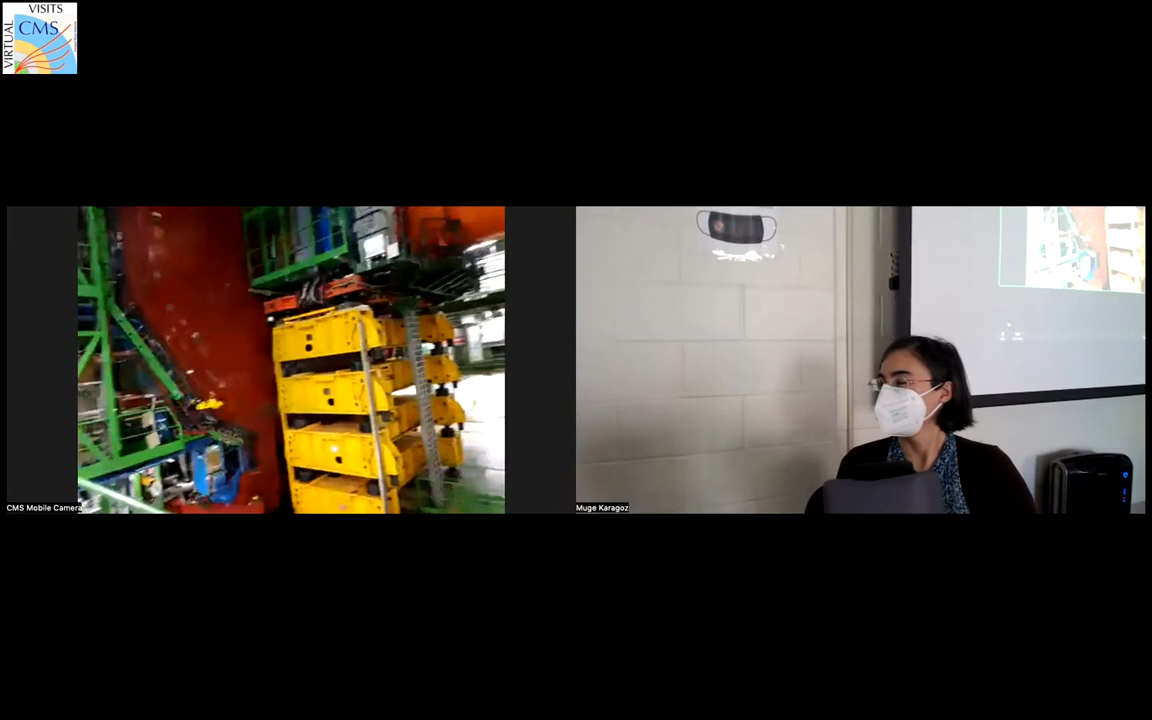 VISITS
VIRTUAL
CMS
CMS Mobile Camera
Muge Karagoz